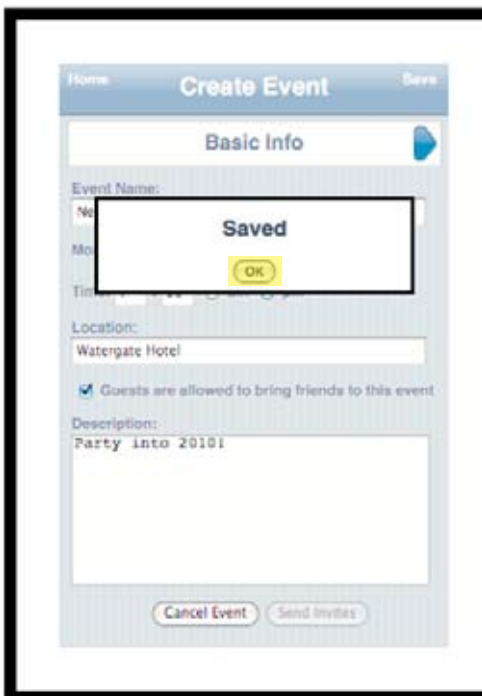 Home Create Event Save
Basic Info
Event Name:
Ne
Saved
OK
Location:
Watergate Hotel
Guests are allowed to bring friends to this event
Description:
Party into 2010!
Cancel Event Send Invites